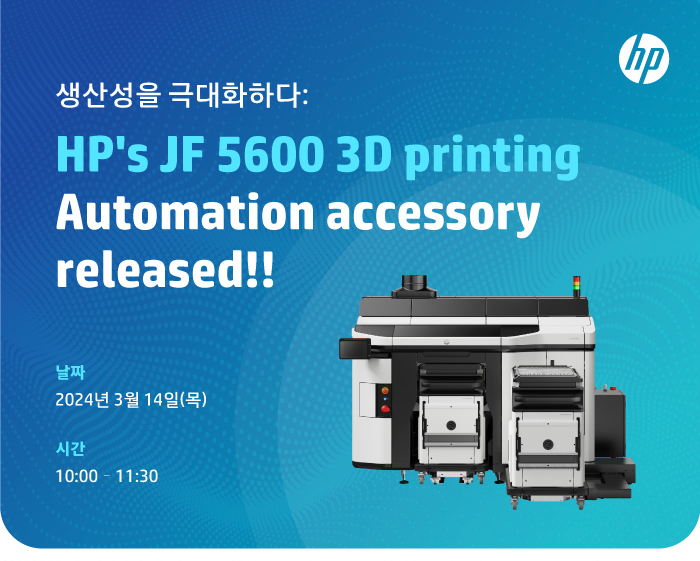 hp
생산성을 극대화하다:
HP's JF 5600 3D printing
Automation accessory
released!!
날짜
2024년 3월 14일(목)
시간
10:00 - 11:30